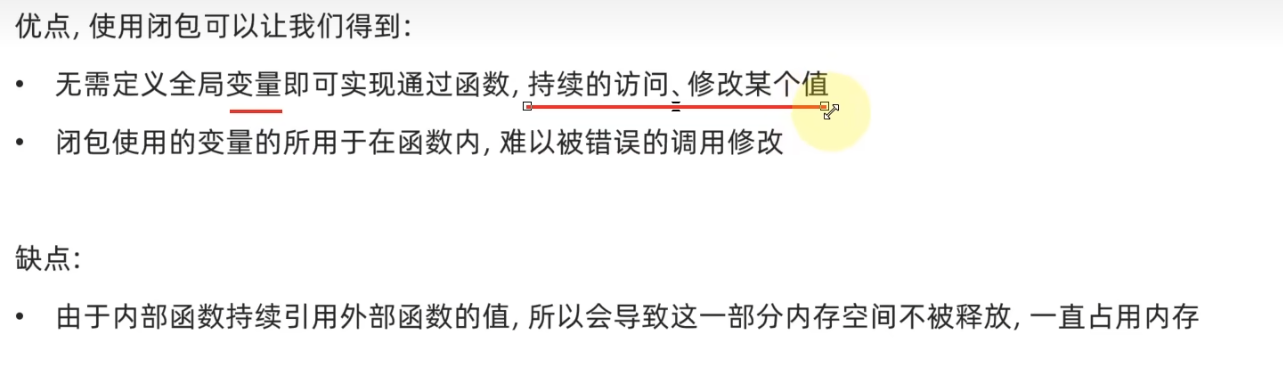 优点, 使用闭包可以让我们得到:
• 无需定义全局变量即可实现通过函数, 持续的访问、修改某个值
• 闭包使用的变量的所用于在函数内, 难以被错误的调用修改
缺点:
• 由于内部函数持续引用外部函数的值, 所以会导致这一部分内存空间不被释放, 一直占用内存